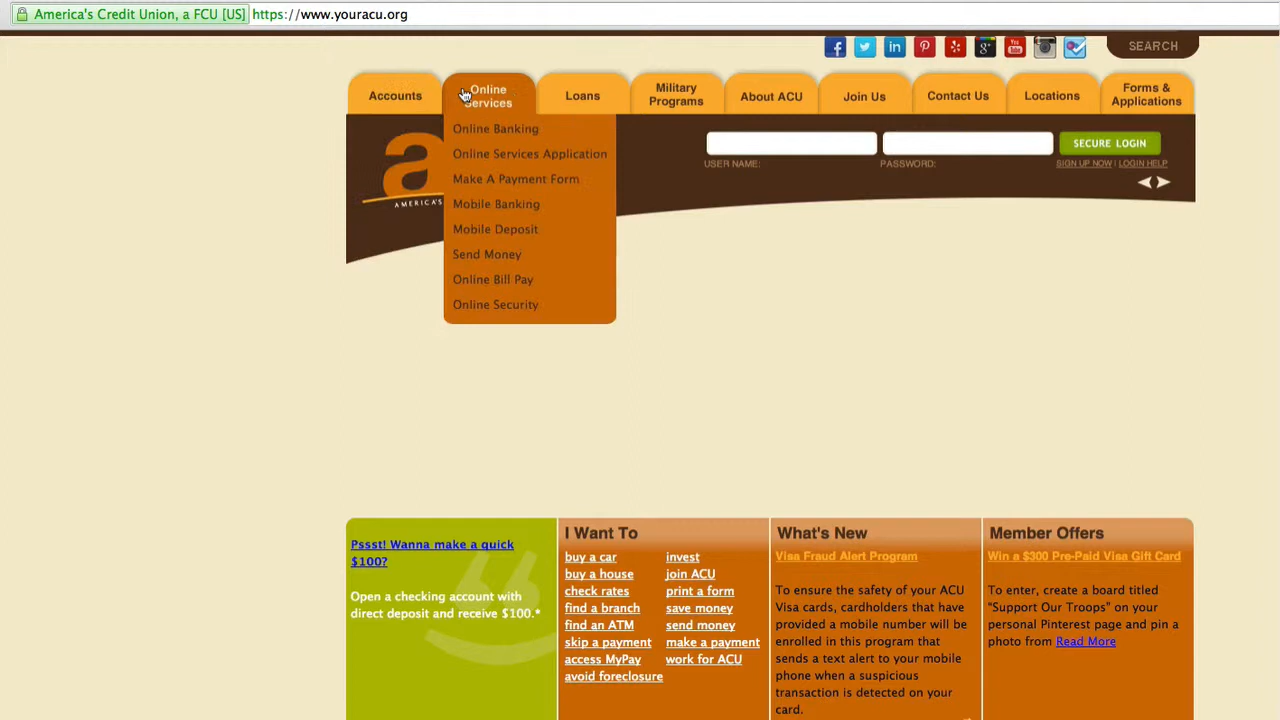 America's Credit Union, a FCU [US] https://www.youracu.org
SEARCH
Accounts
Online
Services
Loans
Military
Programs
About ACU
Join Us
Contact Us
Locations
Forms &
Applications
Online Banking
Online Services Application
Make A Payment Form
Mobile Banking
Mobile Deposit
Send Money
Online Bill Pay
Online Security
a
AMERICA'S
SECURE LOGIN
USER NAME:
PASSWORD:
SIGN UP NOW | LOGIN HELP
Pssst! Wanna make a quick
$100?
Open a checking account with
direct deposit and receive $100.*
I Want To
buy a car
buy a house
check rates
find a branch
find an ATM
skip a payment
access MyPay
avoid foreclosure
invest
join ACU
print a form
save money
send money
make a payment
work for ACU
What's New
Visa Fraud Alert Program
To ensure the safety of your ACU
Visa cards, cardholders that have
provided a mobile number will be
enrolled in this program that
sends a text alert to your mobile
phone when a suspicious
transaction is detected on your
card.
Member Offers
Win a $300 Pre-Paid Visa Gift Card
To enter, create a board titled
"Support Our Troops" on your
personal Pinterest page and pin a
photo from Read More